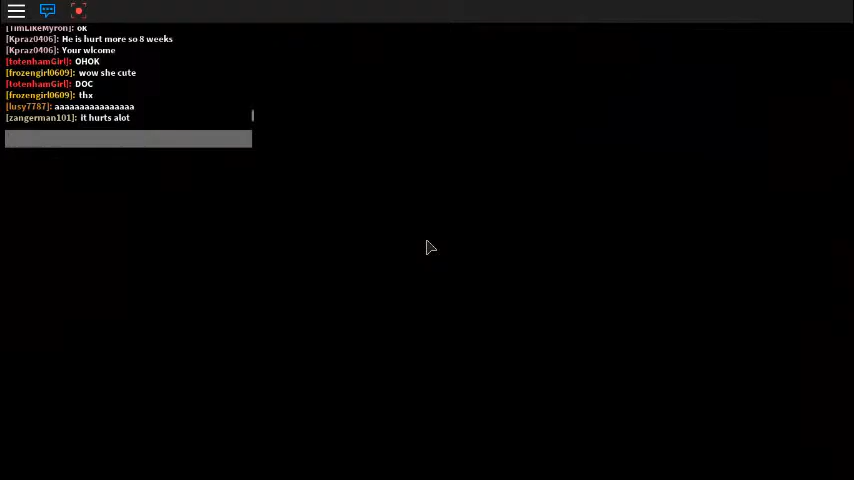 [TimLikeMyron]: ok
[Kpraz0406]: He is hurt more so 8 weeks
[Kpraz0406]: Your wlcome
[totenhamGirl]: OHOK
[frozengirl0609]: wow she cute
[totenhamGirl]: DOC
[frozengirl0609]: thx
[lusy7787]: aaaaaaaaaaaaaaaa
[zangerman101]: it hurts alot